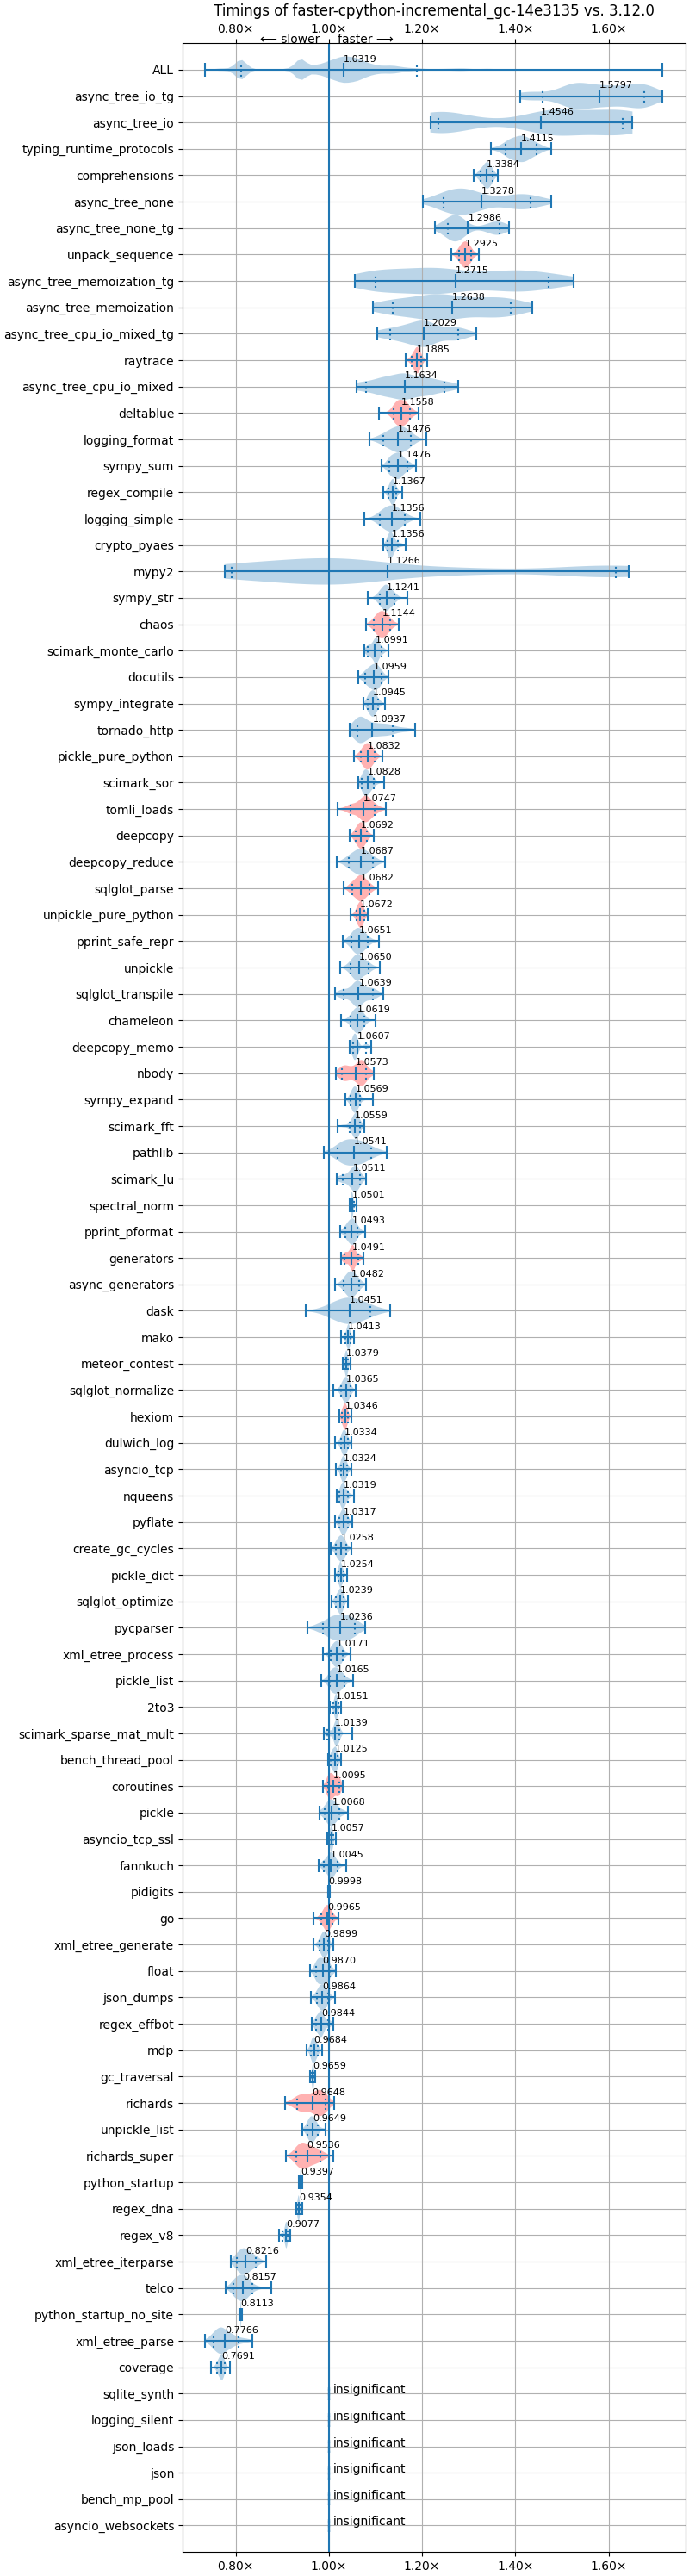 Timings of faster-cpython-incremental_gc-14e3135 vs. 3.12.0
0.80× 1.00× 1.20× 1.40× 1.60×
⟵ slower faster ⟶
ALL 1.0319
async_tree_io_tg 1.5797
async_tree_io 1.4546
typing_runtime_protocols 1.4115
comprehensions 1.3384
async_tree_none 1.3278
async_tree_none_tg 1.2986
unpack_sequence 1.2925
async_tree_memoization_tg 1.2715
async_tree_memoization 1.2638
async_tree_cpu_io_mixed_tg 1.2029
raytrace 1.1885
async_tree_cpu_io_mixed 1.1634
deltablue 1.1558
logging_format 1.1476
sympy_sum 1.1476
regex_compile 1.1367
logging_simple 1.1356
crypto_pyaes 1.1356
mypy2 1.1266
sympy_str 1.1241
chaos 1.1144
scimark_monte_carlo 1.0991
docutils 1.0959
sympy_integrate 1.0945
tornado_http 1.0937
pickle_pure_python 1.0832
scimark_sor 1.0828
tomli_loads 1.0747
deepcopy 1.0692
deepcopy_reduce 1.0687
sqlglot_parse 1.0682
unpickle_pure_python 1.0672
pprint_safe_repr 1.0651
unpickle 1.0650
sqlglot_transpile 1.0639
chameleon 1.0619
deepcopy_memo 1.0607
nbody 1.0573
sympy_expand 1.0569
scimark_fft 1.0559
pathlib 1.0541
scimark_lu 1.0511
spectral_norm 1.0501
pprint_pformat 1.0493
generators 1.0491
async_generators 1.0482
dask 1.0451
mako 1.0413
meteor_contest 1.0379
sqlglot_normalize 1.0365
hexiom 1.0346
dulwich_log 1.0334
asyncio_tcp 1.0324
nqueens 1.0319
pyflate 1.0317
create_gc_cycles 1.0258
pickle_dict 1.0254
sqlglot_optimize 1.0239
pycparser 1.0236
xml_etree_process 1.0171
pickle_list 1.0165
2to3 1.0151
scimark_sparse_mat_mult 1.0139
bench_thread_pool 1.0125
coroutines 1.0095
pickle 1.0068
asyncio_tcp_ssl 1.0057
fannkuch 1.0045
pidigits 0.9998
go 0.9965
xml_etree_generate 0.9899
float 0.9870
json_dumps 0.9864
regex_effbot 0.9844
mdp 0.9684
gc_traversal 0.9659
richards 0.9648
unpickle_list 0.9649
richards_super 0.9536
python_startup 0.9397
regex_dna 0.9354
regex_v8 0.9077
xml_etree_iterparse 0.8216
telco 0.8157
python_startup_no_site 0.8113
xml_etree_parse 0.7766
coverage 0.7691
sqlite_synth insignificant
logging_silent insignificant
json_loads insignificant
json insignificant
bench_mp_pool insignificant
asyncio_websockets insignificant
0.80× 1.00× 1.20× 1.40× 1.60×